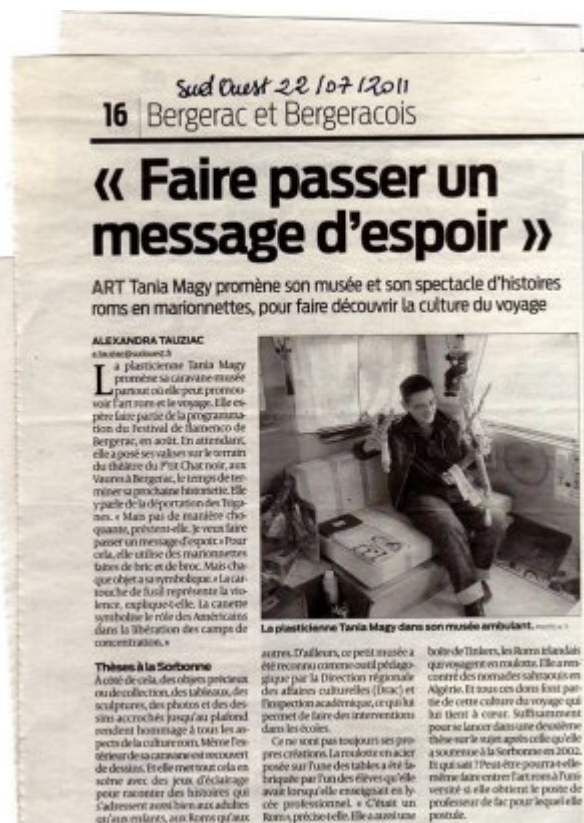 Sud Ouest 22/07/2011
16 Bergerac et Bergeracois
« Faire passer un
message d'espoir »
ART Tania Magy promène son musée et son spectacle d'histoires
roms en marionnettes, pour faire découvrir la culture du voyage
ALEXANDRA TAUZIAC
a.tauziac@sudouest.fr
La plasticienne Tania Magy
promène sa caravane-musée
partout où elle peut promou-
voir l'art rom et le voyage. Elle es-
père faire partie de la programma-
tion du Festival de flamenco de
Bergerac, en août. En attendant,
elle a posé ses valises sur le terrain
du théâtre du P'tit Chat noir, aux
Vaures à Bergerac, le temps de ter-
miner sa prochaine historiette. Elle
y parle de la déportation des Tziga-
nes. « Mais pas de manière cho-
quante, prévient-elle. Je veux faire
passer un message d'espoir. » Pour
cela, elle utilise des marionnettes
faites de bric et de broc. Mais cha-
que objet a sa symbolique. « La car-
touche de fusil représente la vio-
lence, explique-t-elle. La canette
symbolise le rôle des Américains
dans la libération des camps de
concentration. »
Thèses à la Sorbonne
À côté de cela, des objets précieux
ou de collection, des tableaux, des
sculptures, des photos et des des-
sins accrochés jusqu'au plafond
rendent hommage à tous les as-
pects de la culture rom. Même l'ex-
térieur de sa caravane est recouvert
de dessins. Et elle met tout cela en
scène avec des jeux d'éclairage
pour raconter des histoires qui
s'adressent aussi bien aux adultes
qu'aux enfants, aux Roms qu'aux
La plasticienne Tania Magy dans son musée ambulant.
autres. D'ailleurs, ce petit musée a
été reconnu comme outil pédago-
gique par la Direction régionale
des affaires culturelles (Drac) et
l'inspection académique, ce qui lui
permet de faire des interventions
dans les écoles.
Ce ne sont pas toujours ses pro-
pres créations. La roulotte en acier
posée sur l'une des tables a été fa-
briquée par l'un des élèves qu'elle
avait lorsqu'elle enseignait en ly-
cée professionnel. « C'était un
Rom », précise-t-elle. Elle a aussi une
boîte de Tinkers, les Roms irlandais
qui voyagent en roulotte. Elle a ren-
contré des nomades sahraouis en
Algérie. Et tous ces dons font par-
tie de cette culture du voyage qui
lui tient à cœur. Suffisamment
pour se lancer dans une deuxième
thèse sur le sujet après celle qu'elle
a soutenue à la Sorbonne en 2002.
Et qui sait ? Peut-être pourra-t-elle
même faire entrer l'art rom à l'uni-
versité si elle obtient le poste de
professeur de fac pour lequel elle
postule.